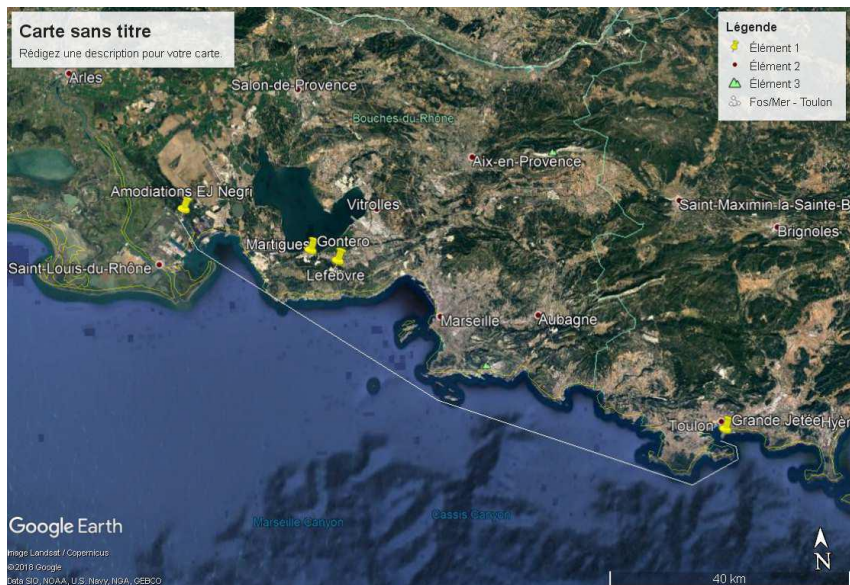 Carte sans titre
Rédigez une description pour votre carte.
Légende
Élément 1
Élément 2
Élément 3
Fos/Mer - Toulon
Arles
Salon-de-Provence
Bouches-du-Rhône
Aix-en-Provence
Amodiations EJ Negri
Vitrolles
Saint-Maximin-la-Sainte-B
Brignoles
Martigues
Gontero
Saint-Louis-du-Rhône
Lefebvre
Marseille
Aubagne
Toulon
Grande Jetée
Hyèr
Marseille Canyon
Cassis Canyon
Google Earth
Image Landsat / Copernicus
©2018 Google
Data SIO, NOAA, U.S. Navy, NGA, GEBCO
40 km
N